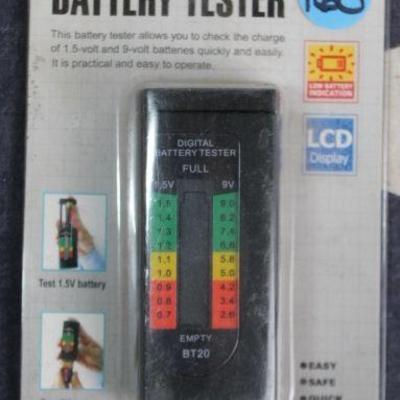 BATTERY TESTER
This battery tester allows you to check the charge
of 1.5-volt and 9-volt batteries quickly and easily.
It is practical and easy to operate.
LOW BATTERY
INDICATION
LCD
Display
DIGITAL
BATTERY TESTER
FULL
1.5V 9V
1.5 9.0
1.4 8.2
1.3 7.4
1.2 6.6
1.1 5.8
1.0 5.0
0.9 4.2
0.8 3.4
0.7 2.6
EMPTY
BT20
Test 1.5V battery
EASY
SAFE
QUICK